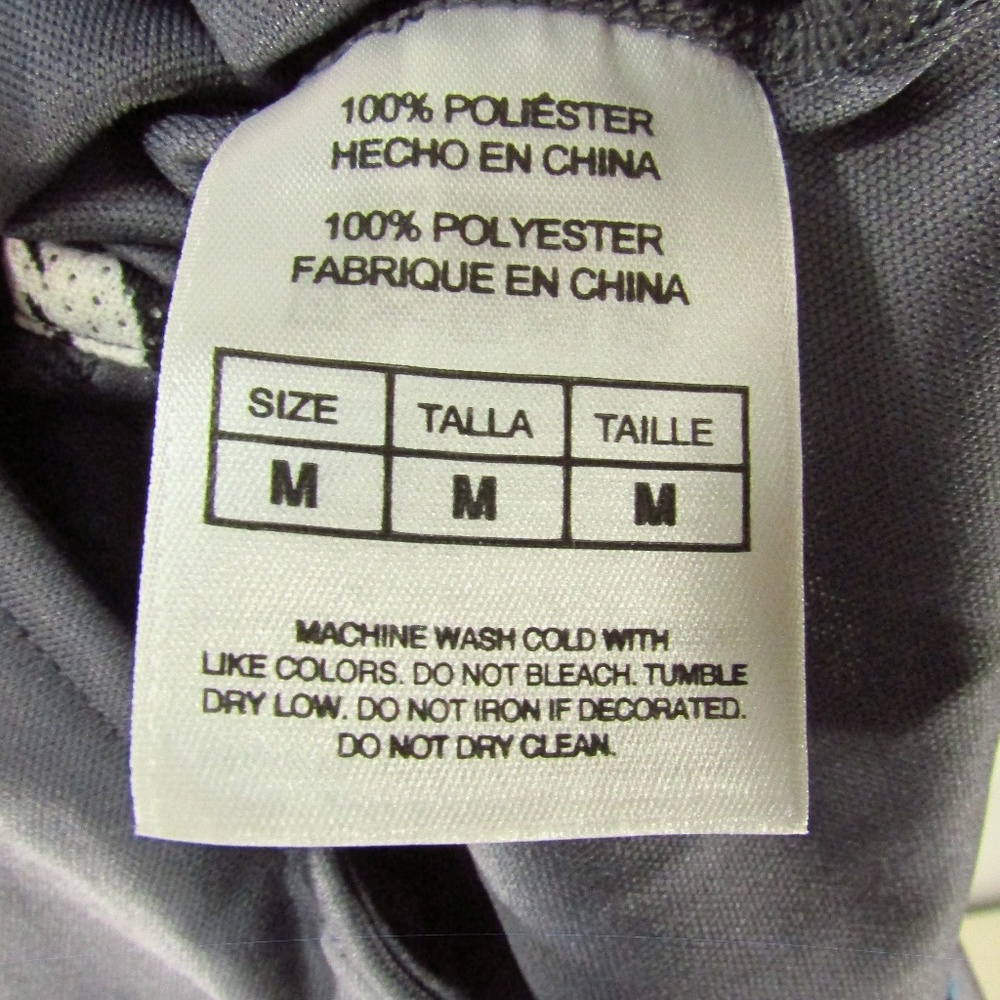 100% POLIÉSTER
HECHO EN CHINA
100% POLYESTER
FABRIQUE EN CHINA
SIZE TALLA TAILLE
M M M
MACHINE WASH COLD WITH
LIKE COLORS. DO NOT BLEACH. TUMBLE
DRY LOW. DO NOT IRON IF DECORATED.
DO NOT DRY CLEAN.